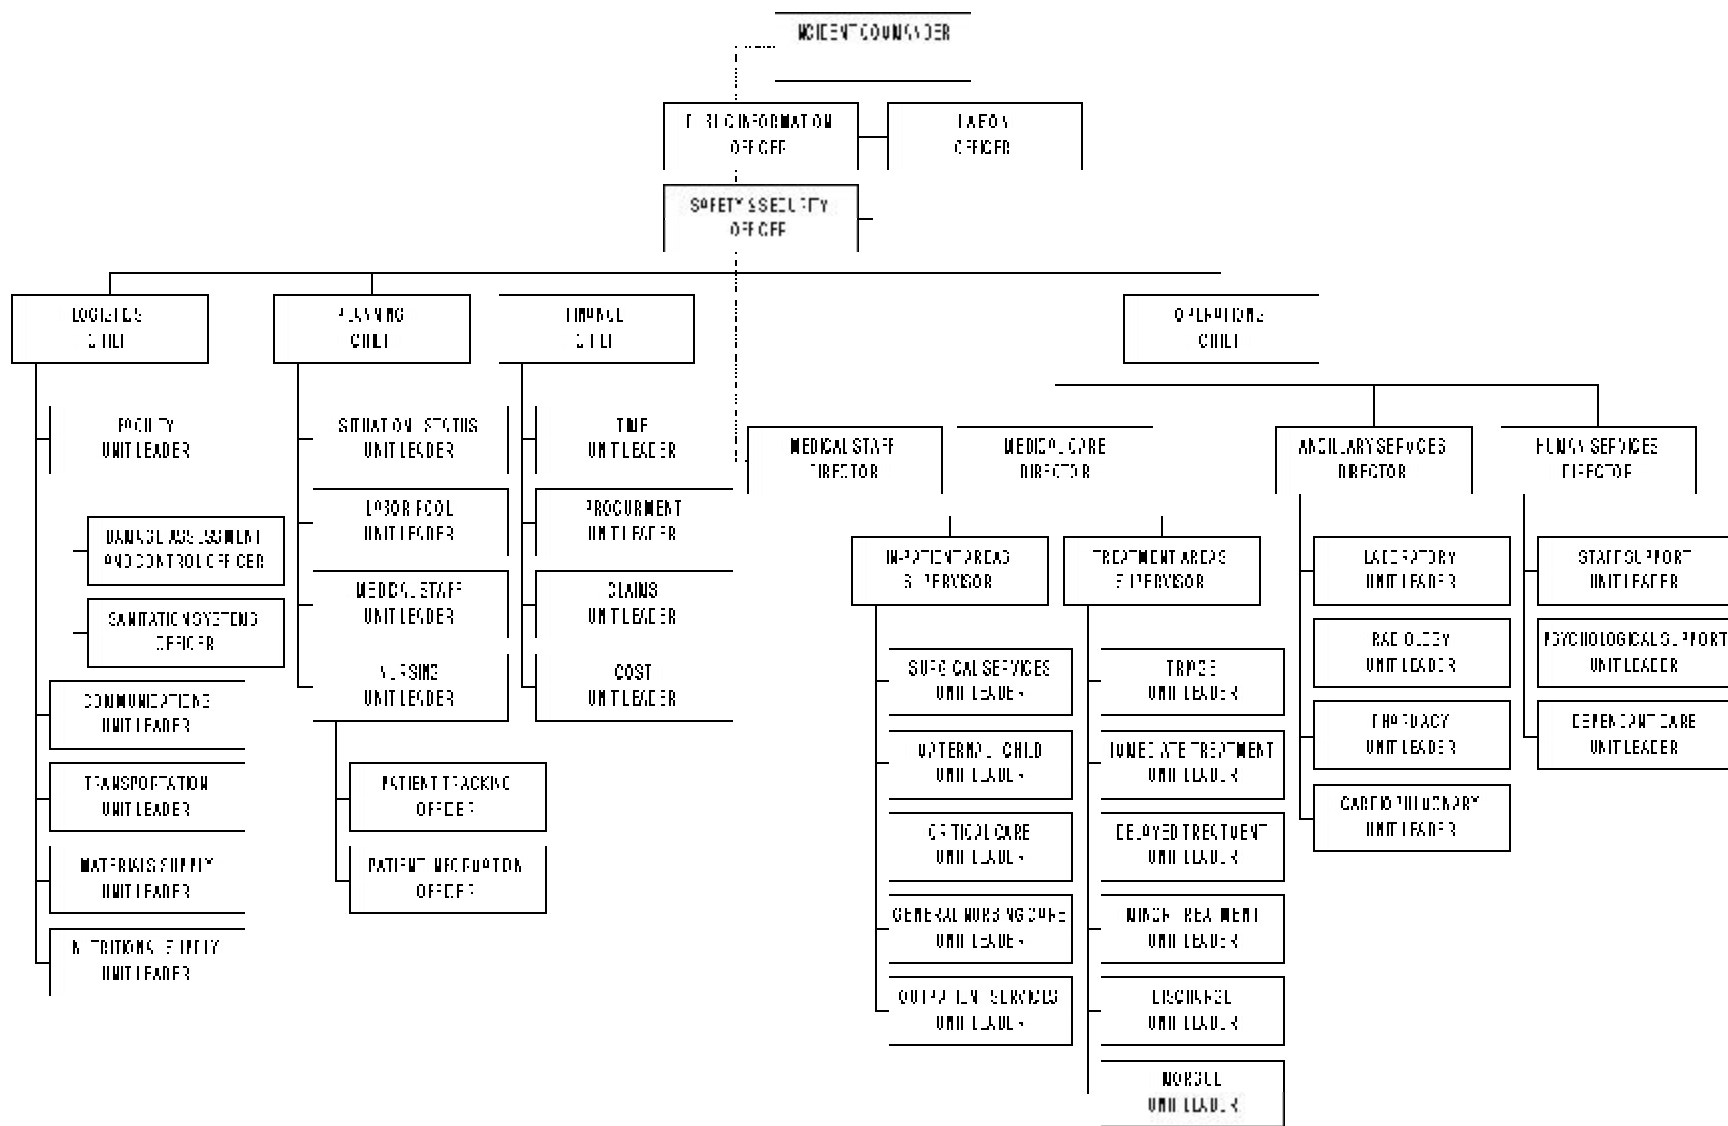 INCIDENT COMMANDER
PUBLIC INFORMATION
OFFICER
LIAISON
OFFICER
SAFETY & SECURITY
OFFICER
LOGISTICS
CHIEF
PLANNING
CHIEF
FINANCE
CHIEF
OPERATIONS
CHIEF
FACILITY
UNIT LEADER
DAMAGE ASSESSMENT
AND CONTROL OFFICER
SANITATION SYSTEMS
OFFICER
COMMUNICATIONS
UNIT LEADER
TRANSPORTATION
UNIT LEADER
MATERIALS SUPPLY
UNIT LEADER
NUTRITIONAL SUPPLY
UNIT LEADER
SITUATION STATUS
UNIT LEADER
LABOR POOL
UNIT LEADER
MEDICAL STAFF
UNIT LEADER
NURSING
UNIT LEADER
PATIENT TRACKING
OFFICER
PATIENT INFORMATION
OFFICER
TIME
UNIT LEADER
PROCURMENT
UNIT LEADER
CLAIMS
UNIT LEADER
COST
UNIT LEADER
MEDICAL STAFF
DIRECTOR
MEDICAL CARE
DIRECTOR
IN-PATIENT AREAS
SUPERVISOR
SURGICAL SERVICES
UNIT LEADER
MATERNAL CHILD
UNIT LEADER
CRITICAL CARE
UNIT LEADER
GENERAL NURSING CARE
UNIT LEADER
OUTPATIENT SERVICES
UNIT LEADER
TREATMENT AREAS
SUPERVISOR
TRIAGE
UNIT LEADER
IMMEDIATE TREATMENT
UNIT LEADER
DELAYED TREATMENT
UNIT LEADER
MINOR TREATMENT
UNIT LEADER
DISCHARGE
UNIT LEADER
MORGUE
UNIT LEADER
ANCILLARY SERVICES
DIRECTOR
LABORATORY
UNIT LEADER
RADIOLOGY
UNIT LEADER
PHARMACY
UNIT LEADER
CARDIOPULMONARY
UNIT LEADER
HUMAN SERVICES
DIRECTOR
STAFF SUPPORT
UNIT LEADER
PSYCHOLOGICAL SUPPORT
UNIT LEADER
DEPENDANT CARE
UNIT LEADER